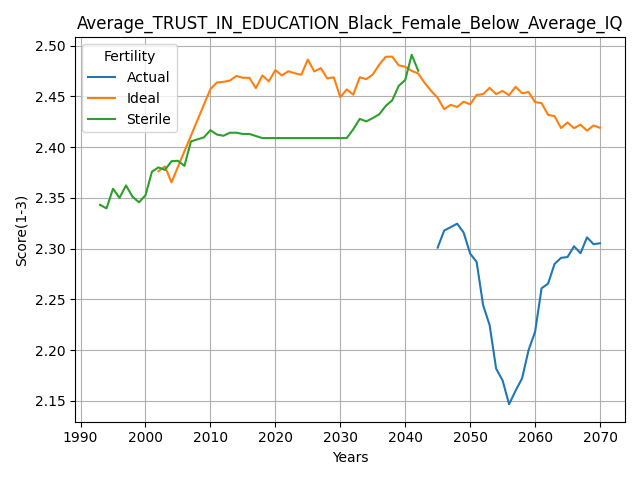 Average_TRUST_IN_EDUCATION_Black_Female_Below_Average_IQ
Fertility
Actual
Ideal
Sterile
Score(1-3)
2.50
2.45
2.40
2.35
2.30
2.25
2.20
2.15
1990 2000 2010 2020 2030 2040 2050 2060 2070
Years